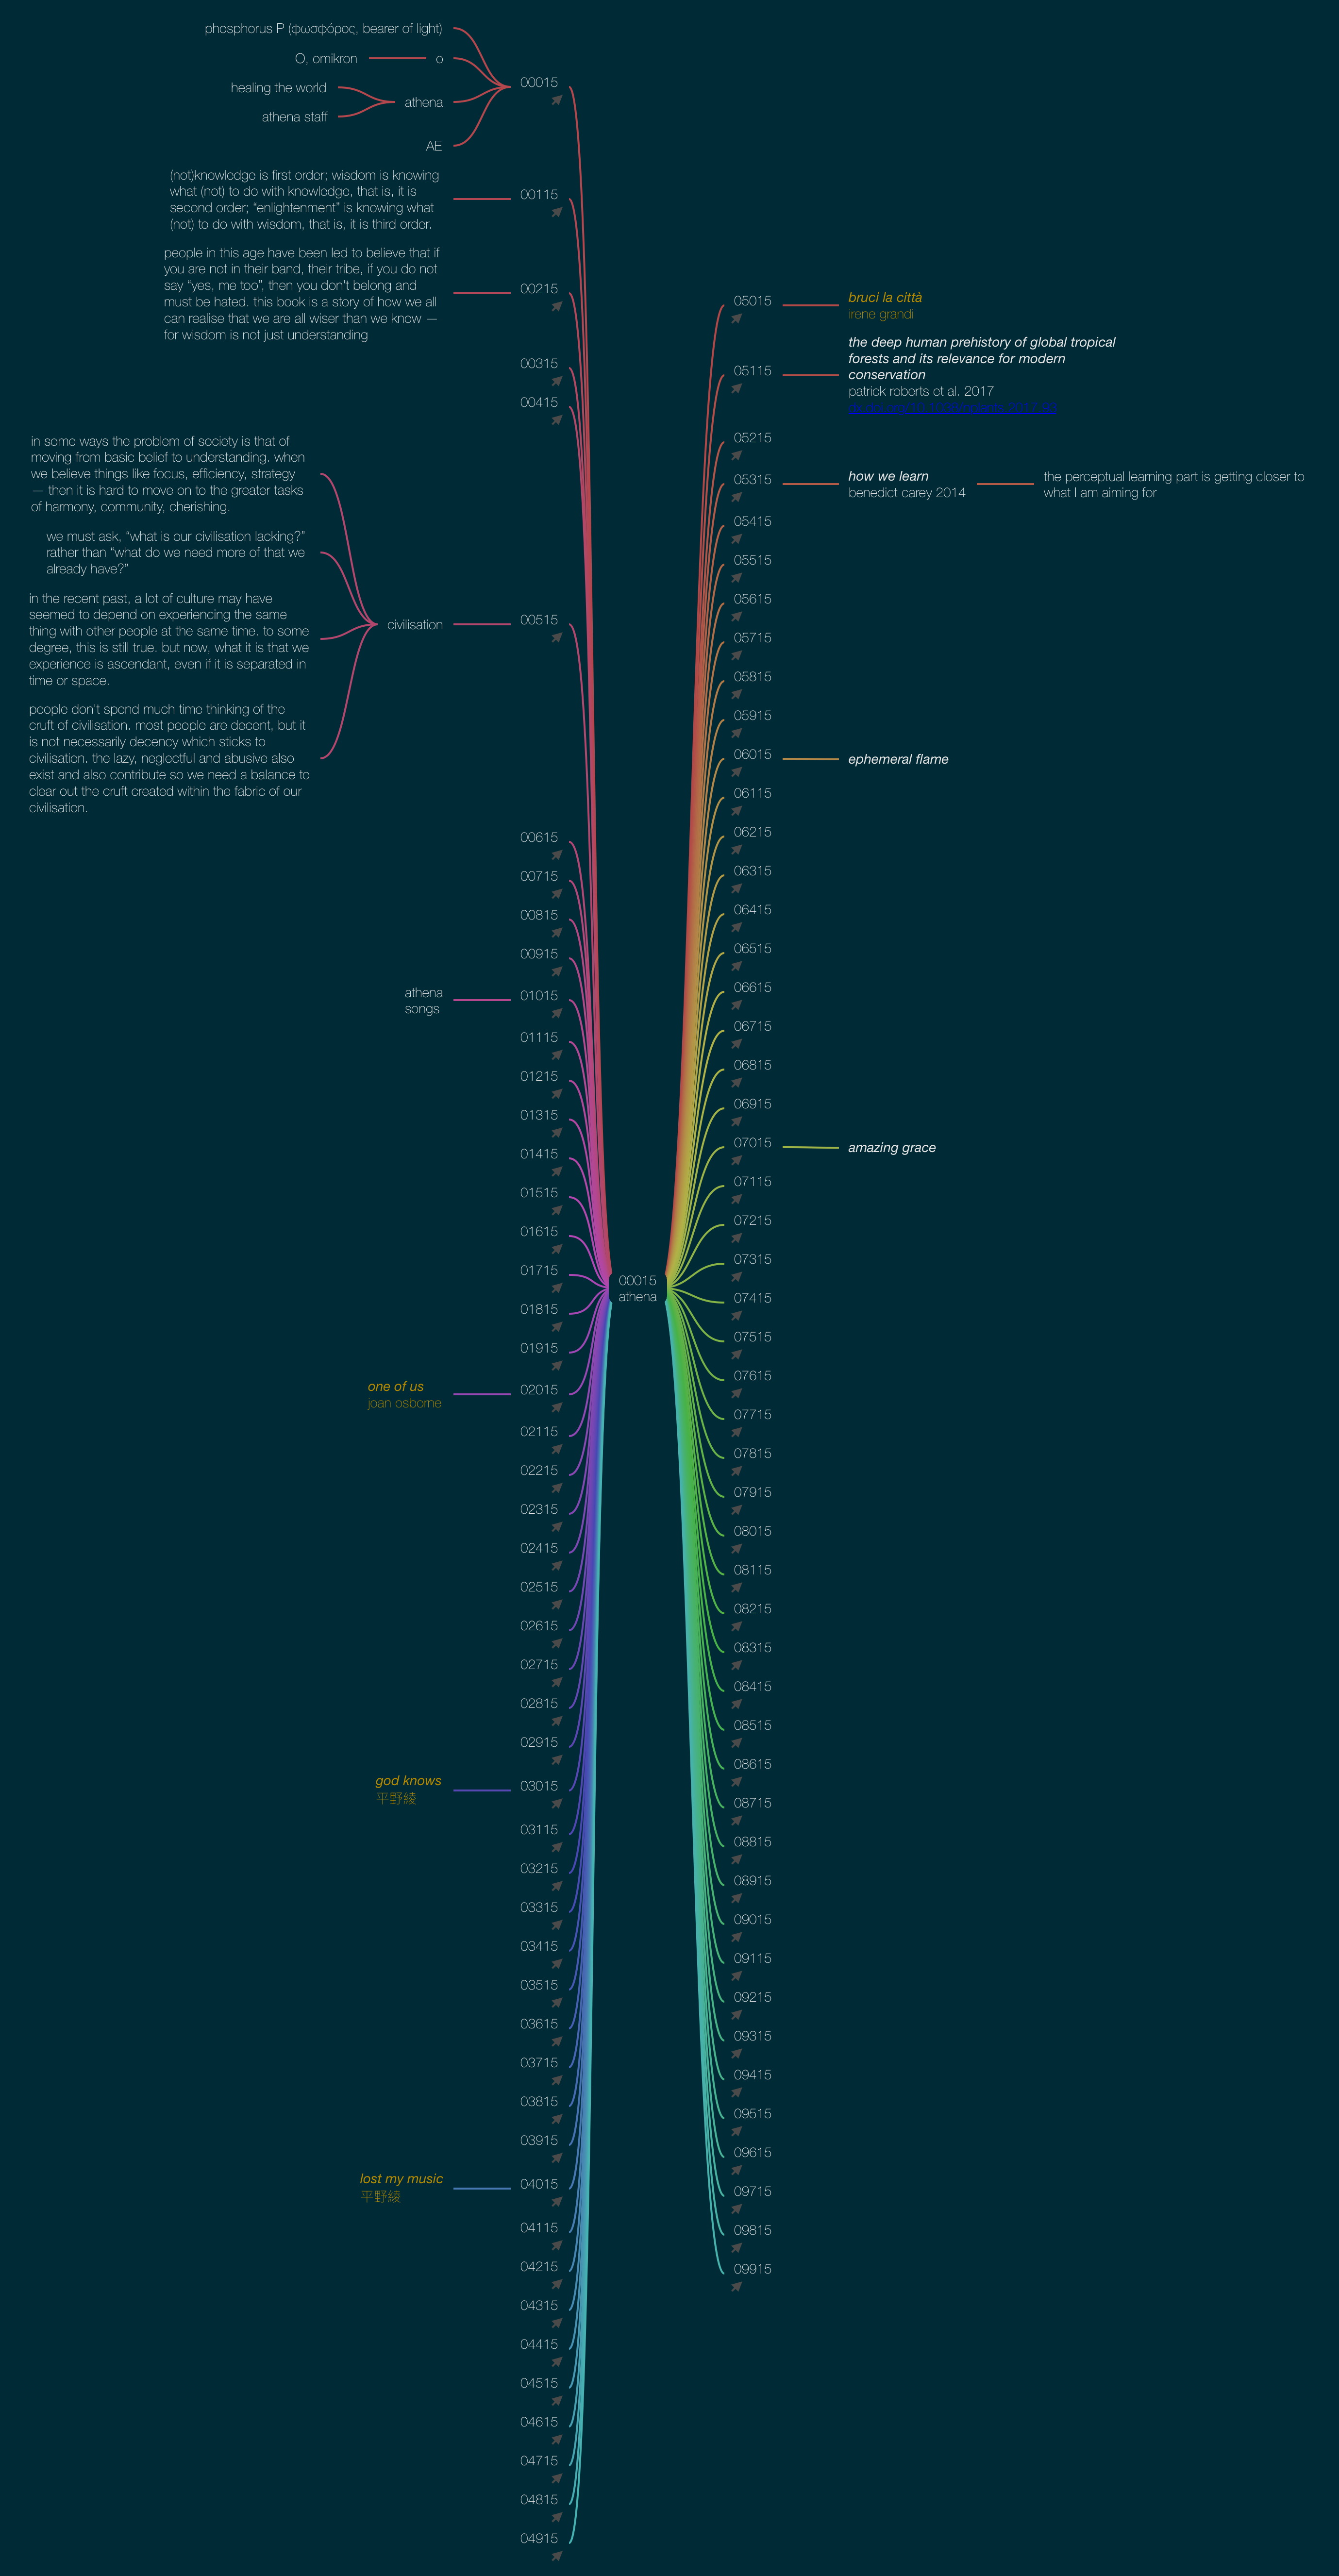 phosphorus P (φωσφόρος, bearer of light)
O, omikron
o
healing the world
athena staff
athena
AE
00015
(not)knowledge is first order; wisdom is knowing
what (not) to do with knowledge, that is, it is
second order; “enlightenment” is knowing what
(not) to do with wisdom, that is, it is third order.
00115
people in this age have been led to believe that if
you are not in their band, their tribe, if you do not
say “yes, me too”, then you don’t belong and
must be hated. this book is a story of how we all
can realise that we are all wiser than we know —
for wisdom is not just understanding
00215
00315
00415
in some ways the problem of society is that of
moving from basic belief to understanding. when
we believe things like focus, efficiency, strategy
— then it is hard to move on to the greater tasks
of harmony, community, cherishing.
we must ask, “what is our civilisation lacking?”
rather than “what do we need more of that we
already have?”
in the recent past, a lot of culture may have
seemed to depend on experiencing the same
thing with other people at the same time. to some
degree, this is still true. but now, what it is that we
experience is ascendant, even if it is separated in
time or space.
people don't spend much time thinking of the
cruft of civilisation. most people are decent, but it
is not necessarily decency which sticks to
civilisation. the lazy, neglectful and abusive also
exist and also contribute so we need a balance to
clear out the cruft created within the fabric of our
civilisation.
civilisation
00515
00615
00715
00815
00915
athena
songs
01015
01115
01215
01315
01415
01515
01615
01715
01815
01915
one of us
joan osborne
02015
02115
02215
02315
02415
02515
02615
02715
02815
02915
god knows
平野綾
03015
03115
03215
03315
03415
03515
03615
03715
03815
03915
lost my music
平野綾
04015
04115
04215
04315
04415
04515
04615
04715
04815
04915
00015
athena
05015
bruci la città
irene grandi
05115
the deep human prehistory of global tropical
forests and its relevance for modern
conservation
patrick roberts et al. 2017
05215
05315
how we learn
benedict carey 2014
the perceptual learning part is getting closer to
what I am aiming for
05415
05515
05615
05715
05815
05915
06015
ephemeral flame
06115
06215
06315
06415
06515
06615
06715
06815
06915
07015
amazing grace
07115
07215
07315
07415
07515
07615
07715
07815
07915
08015
08115
08215
08315
08415
08515
08615
08715
08815
08915
09015
09115
09215
09315
09415
09515
09615
09715
09815
09915